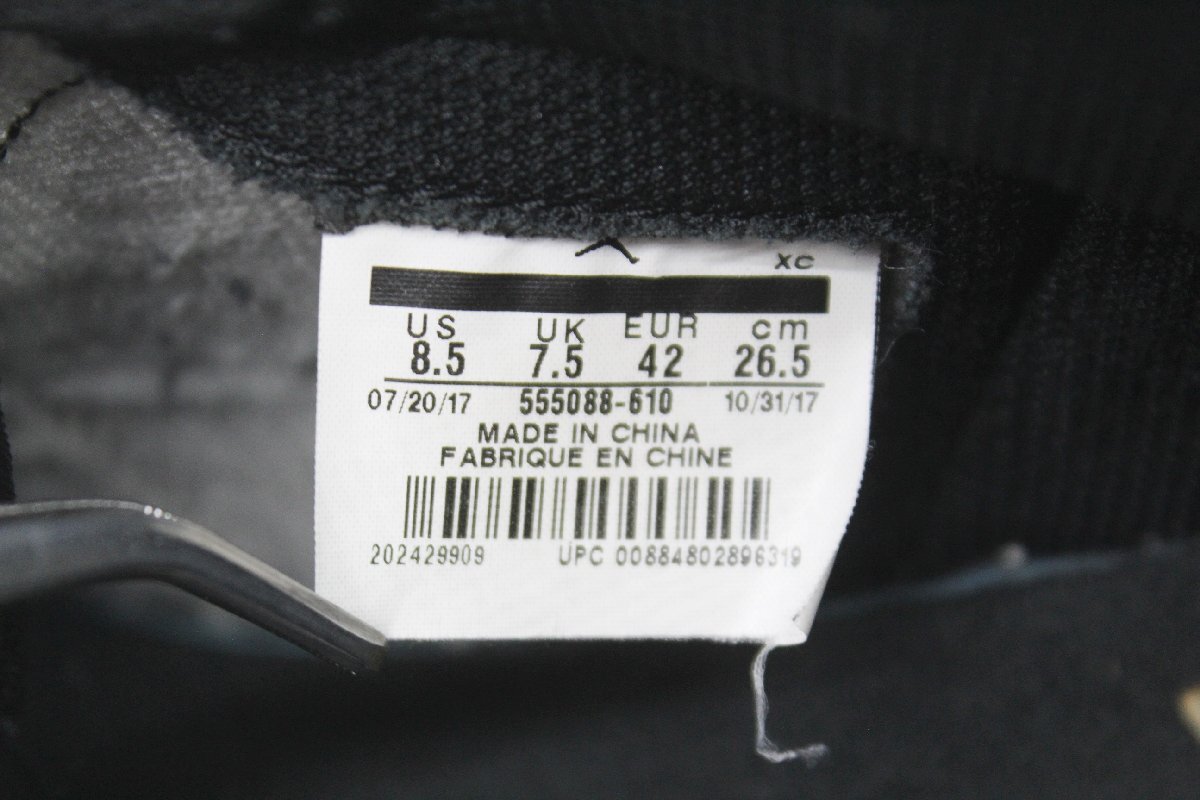 XC
US UK EUR cm
8.5 7.5 42 26.5
07/20/17 555088-610 10/31/17
MADE IN CHINA
FABRIQUE EN CHINE
202429909 UPC 00884802896319